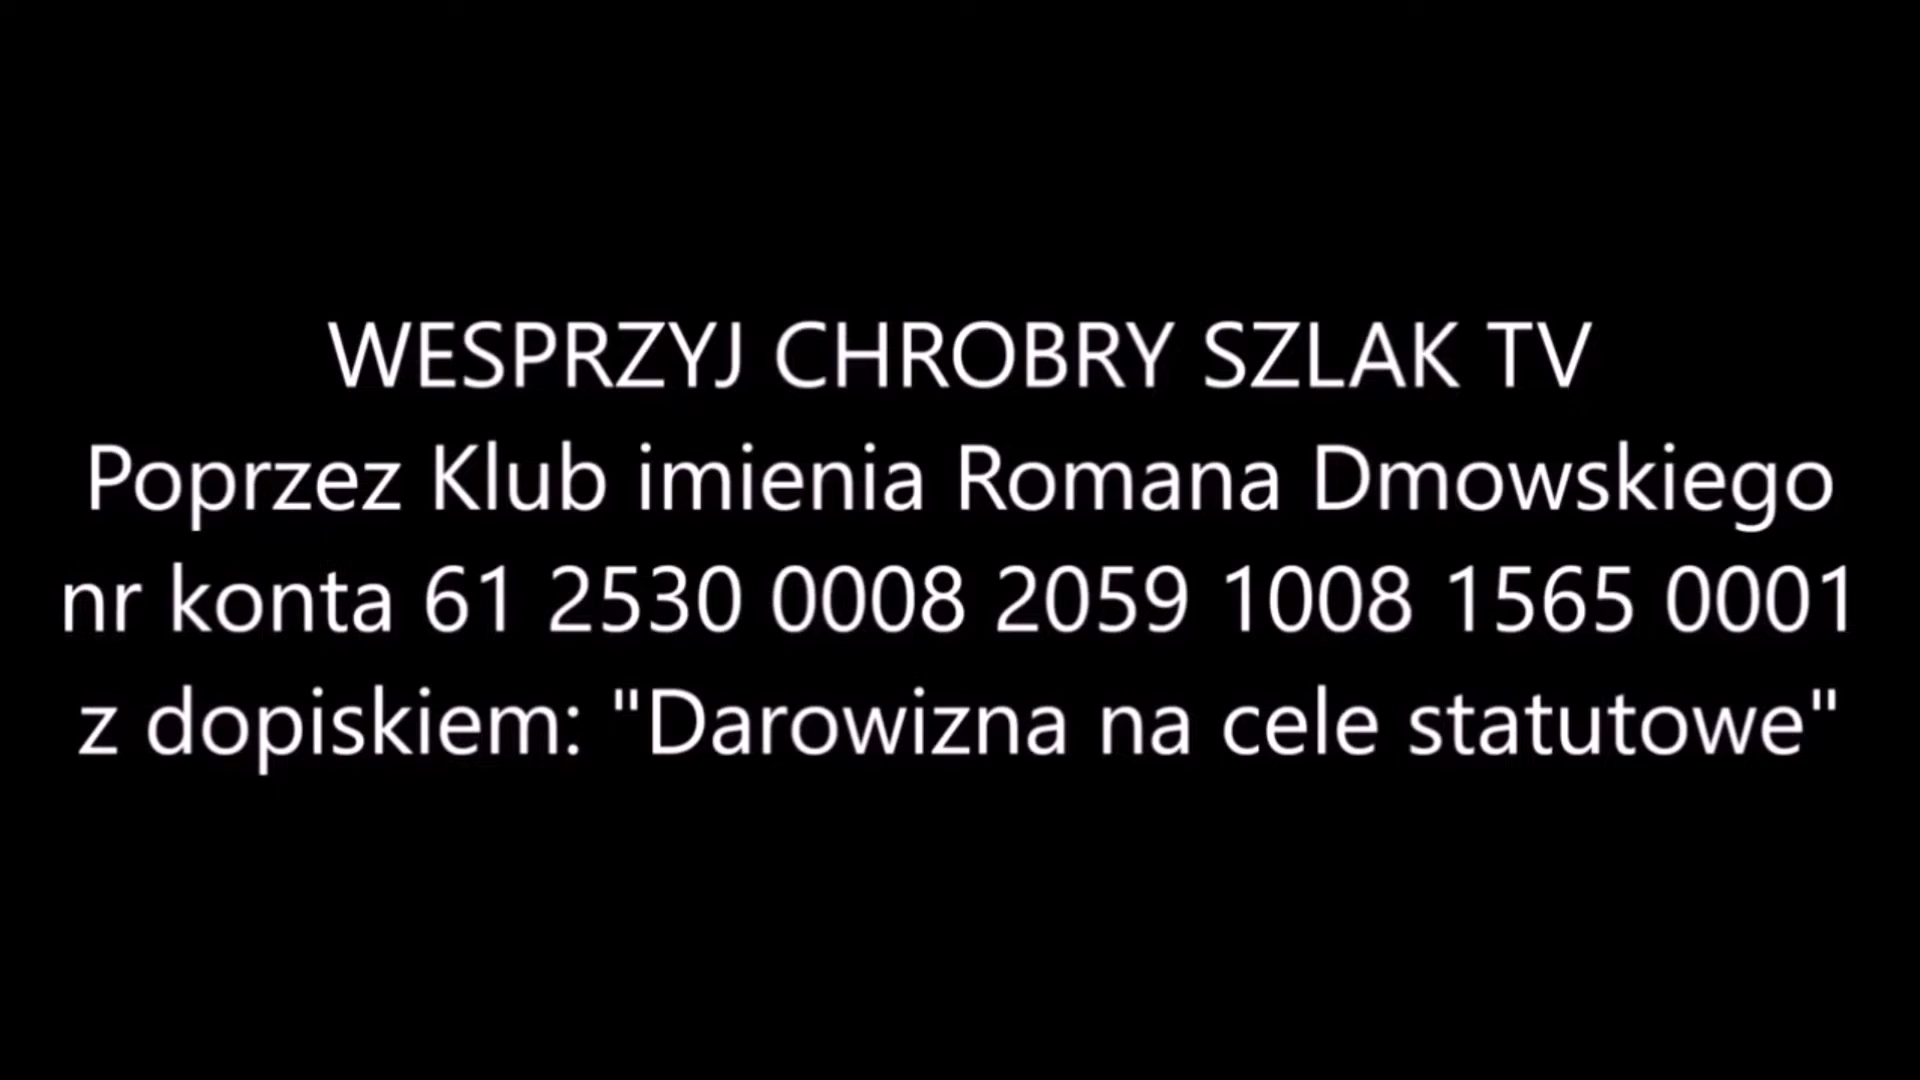 WESPRZYJ CHROBRY SZLAK TV
Poprzez Klub imienia Romana Dmowskiego
nr konta 61 2530 0008 2059 1008 1565 0001
z dopiskiem: "Darowizna na cele statutowe"